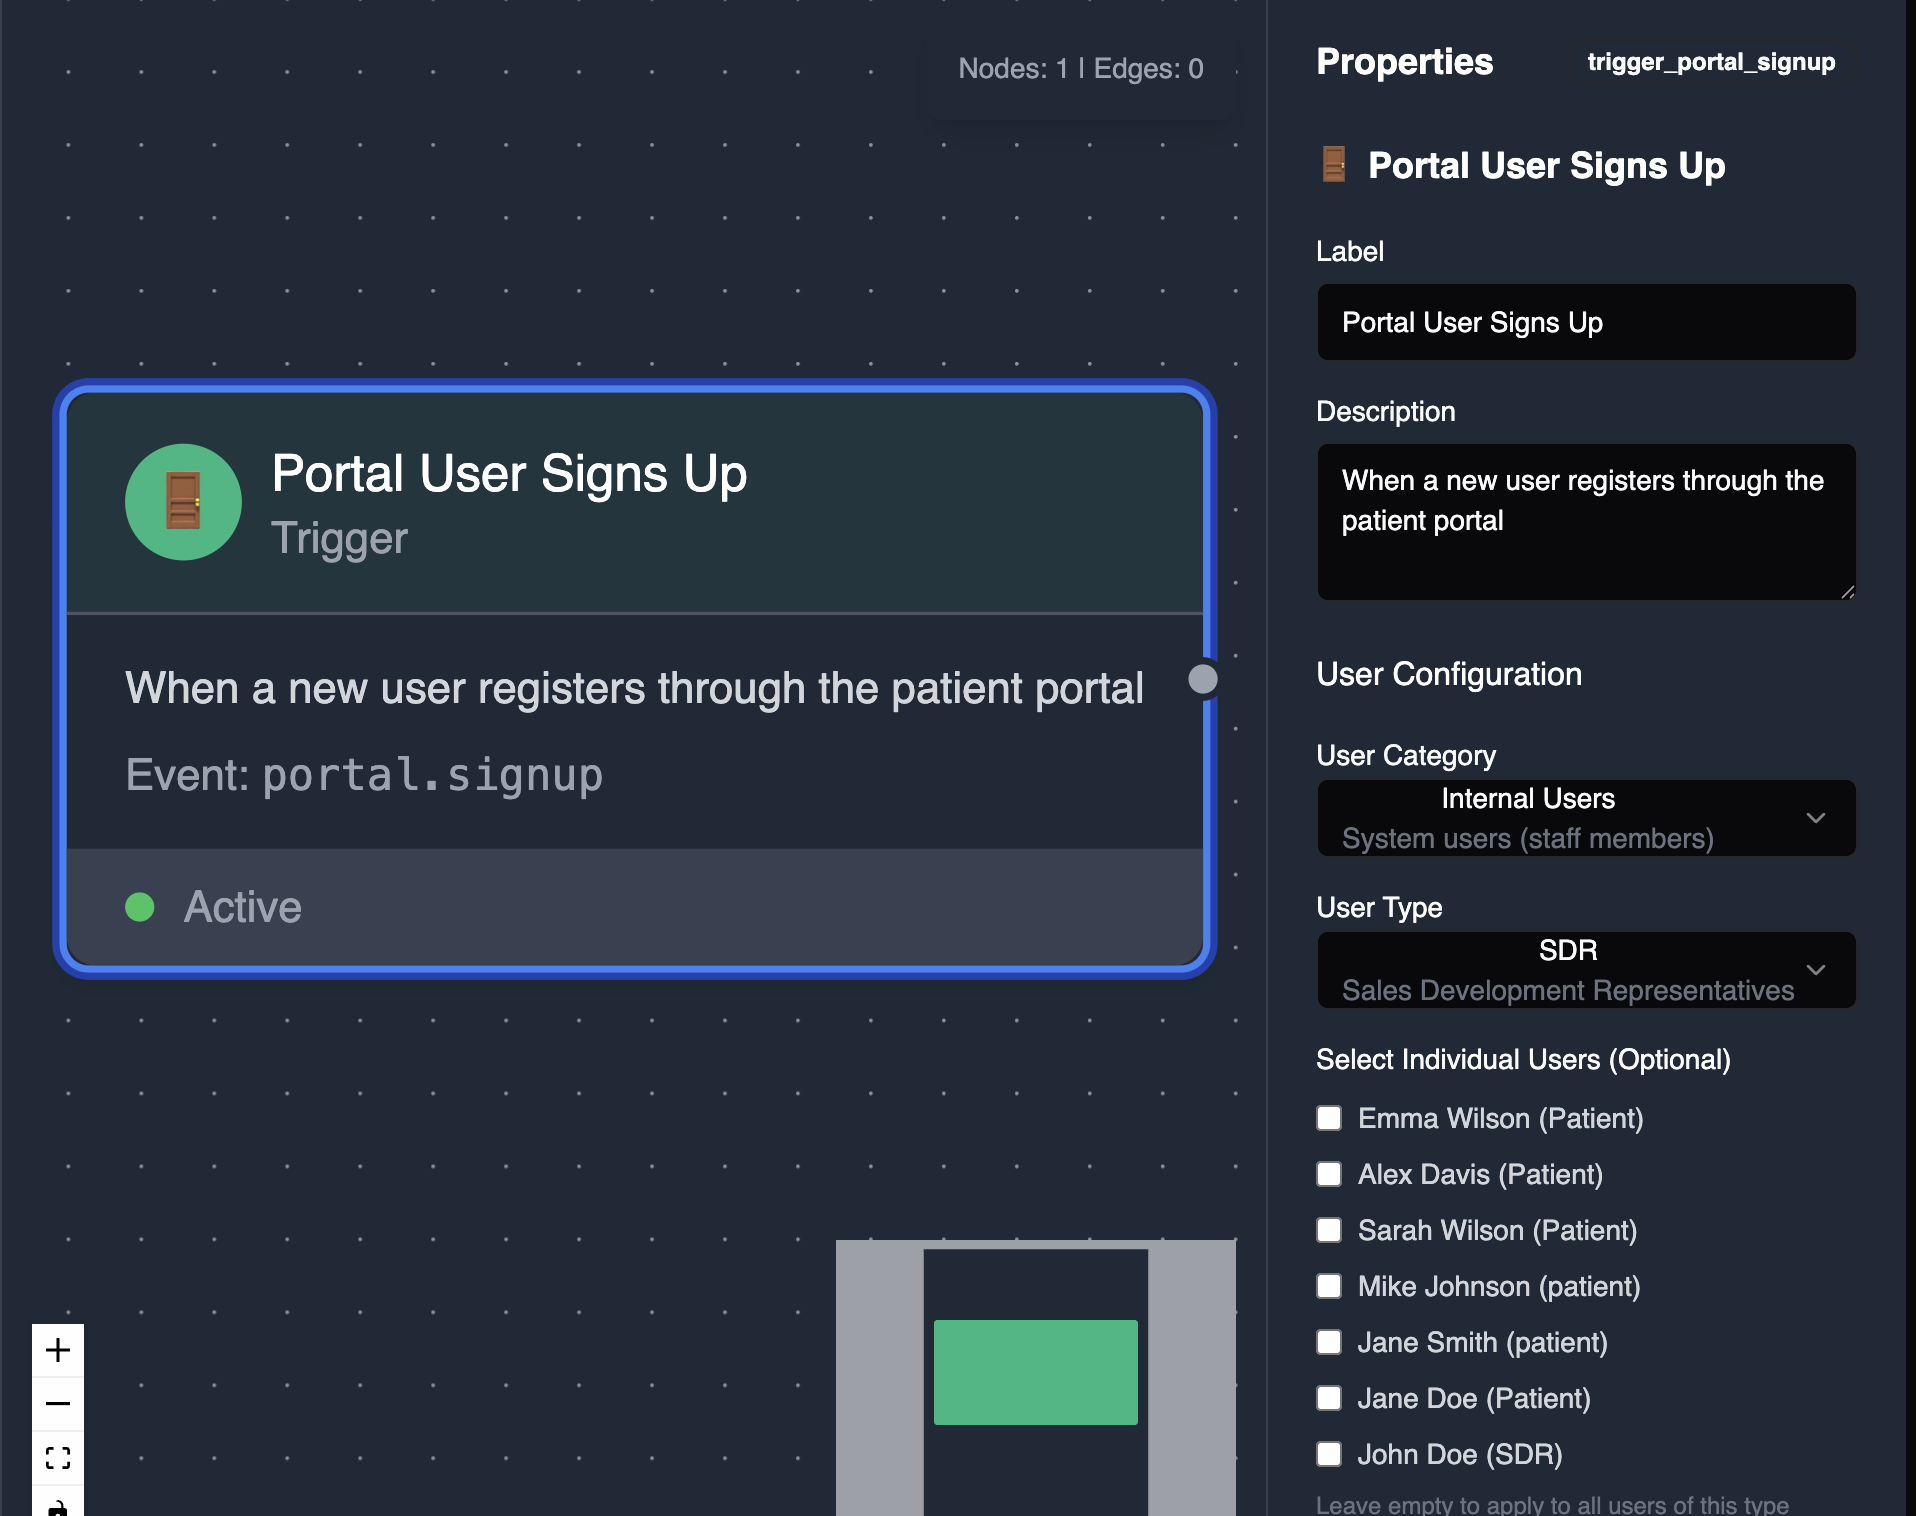 Nodes: 1 | Edges: 0
Portal User Signs Up
Trigger
When a new user registers through the patient portal
Event: portal.signup
Active
Properties
trigger_portal_signup
Portal User Signs Up
Label
Portal User Signs Up
Description
When a new user registers through the
patient portal
User Configuration
User Category
Internal Users
System users (staff members)
User Type
SDR
Sales Development Representatives
Select Individual Users (Optional)
Emma Wilson (Patient)
Alex Davis (Patient)
Sarah Wilson (Patient)
Mike Johnson (patient)
Jane Smith (patient)
Jane Doe (Patient)
John Doe (SDR)
Leave empty to apply to all users of this type